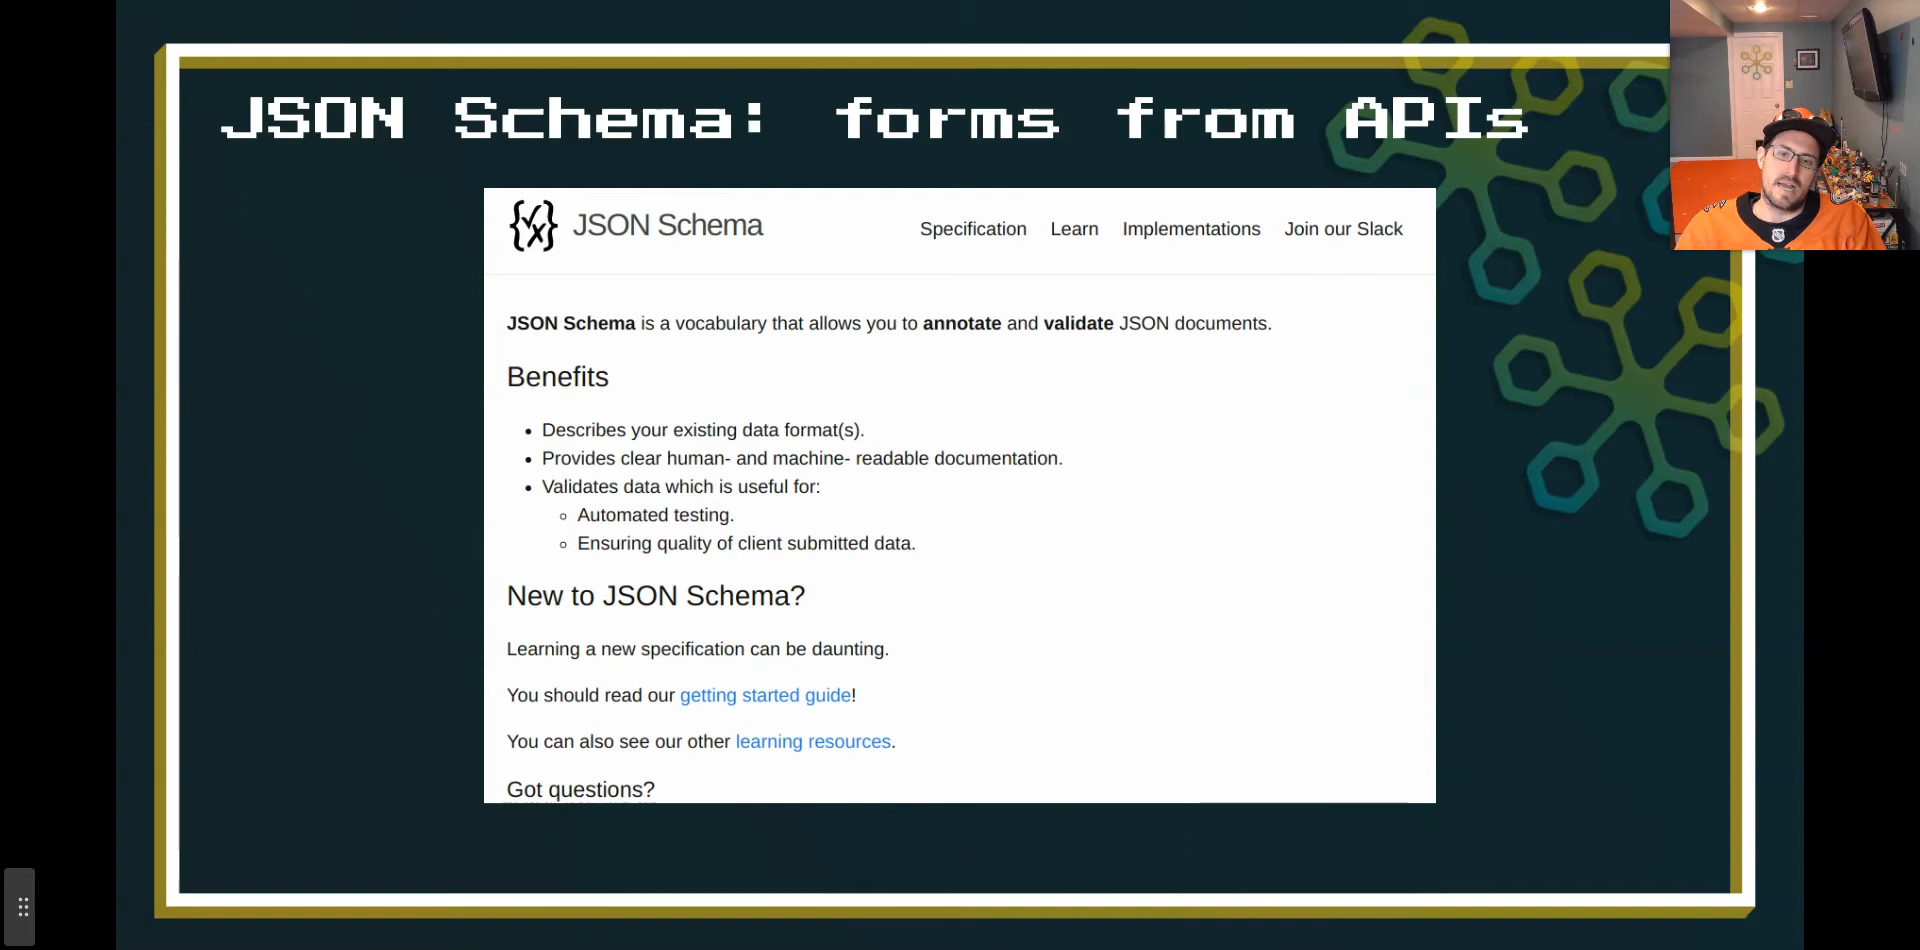 JSON Schema: forms from APIs
JSON Schema
Specification Learn Implementations Join our Slack
JSON Schema is a vocabulary that allows you to annotate and validate JSON documents.
Benefits
Describes your existing data format(s).
Provides clear human- and machine- readable documentation.
Validates data which is useful for:
Automated testing.
Ensuring quality of client submitted data.
New to JSON Schema?
Learning a new specification can be daunting.
You should read our getting started guide!
You can also see our other learning resources.
Got questions?